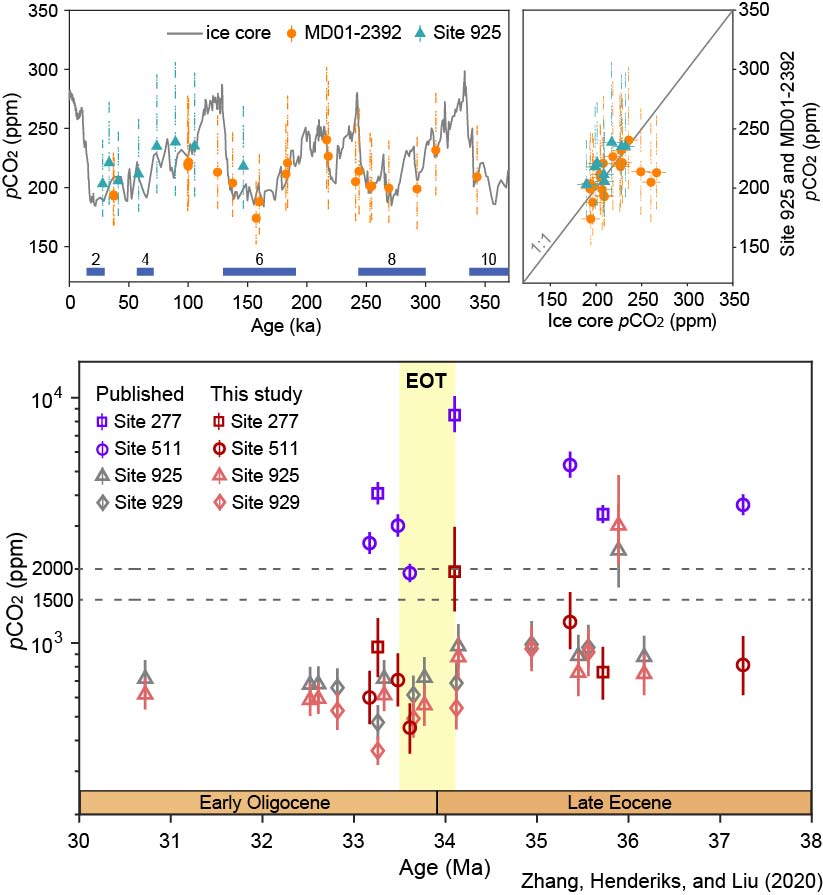 350
300
250
200
150
pCO2 (ppm)
ice core MD01-2392 Site 925
2 4 6 8 10
0 50 100 150 200 250 300 350
Age (ka)
350
300
250
200
150
Site 925 and MD01-2392
pCO2 (ppm)
1:1
150 200 250 300 350
Ice core pCO2 (ppm)
EOT
Published This study
Site 277 Site 277
Site 511 Site 511
Site 925 Site 925
Site 929 Site 929
10⁴
2000
1500
10³
pCO2 (ppm)
Early Oligocene Late Eocene
30 31 32 33 34 35 36 37 38
Age (Ma)
Zhang, Henderiks, and Liu (2020)